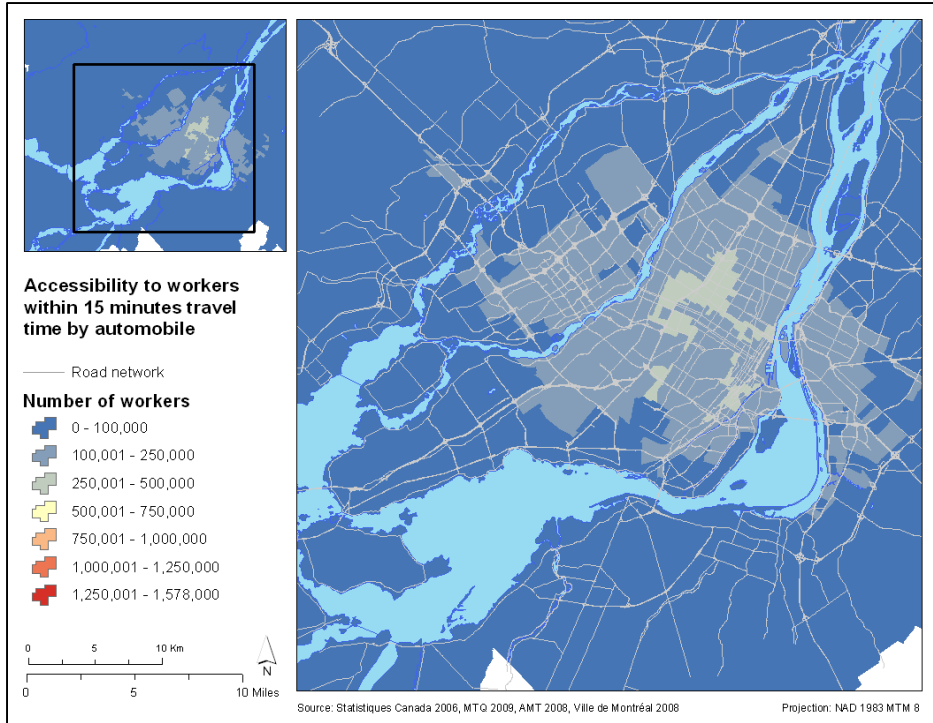 Accessibility to workers
within 15 minutes travel
time by automobile
Road network
Number of workers
0 - 100,000
100,001 - 250,000
250,001 - 500,000
500,001 - 750,000
750,001 - 1,000,000
1,000,001 - 1,250,000
1,250,001 - 1,578,000
0 5 10 Km
N
0 5 10 Miles
Source: Statistiques Canada 2006, MTQ 2009, AMT 2008, Ville de Montréal 2008 Projection: NAD 1983 MTM 8